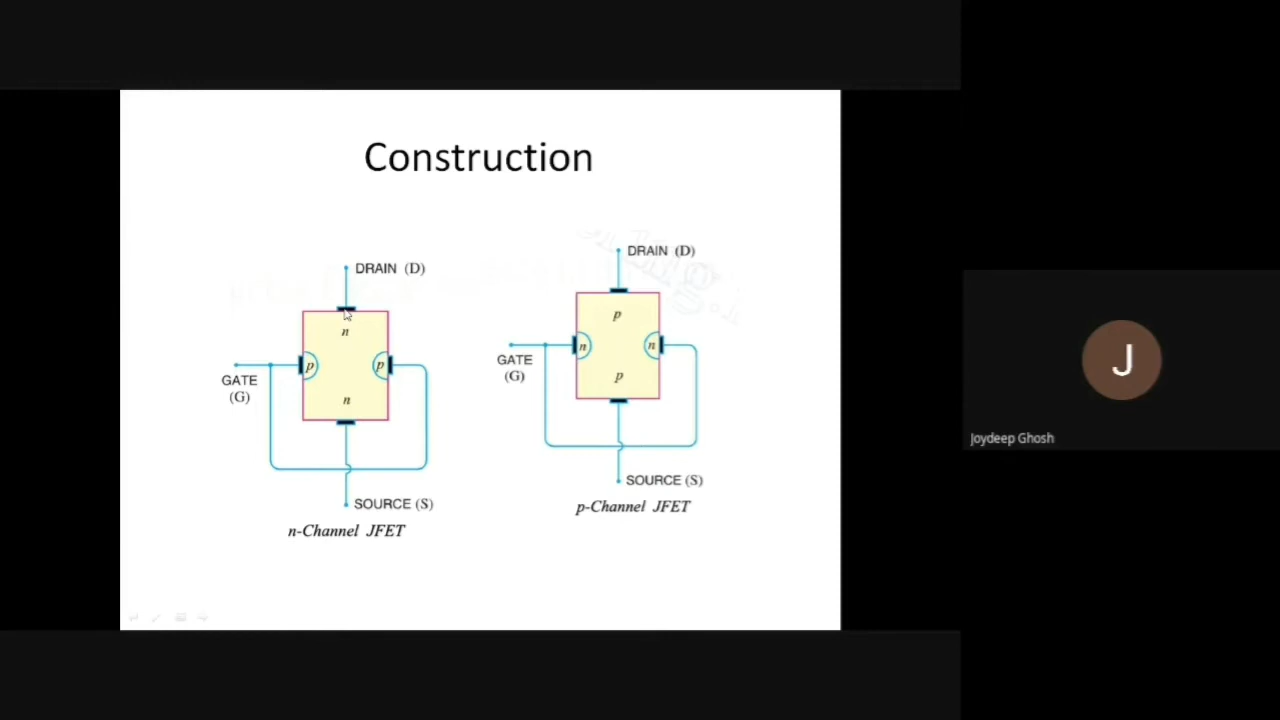 Construction
DRAIN (D)
n
GATE
(G)
p
p
n
SOURCE (S)
n-Channel JFET
DRAIN (D)
p
GATE
(G)
n
n
p
SOURCE (S)
p-Channel JFET
J
Joydeep Ghosh